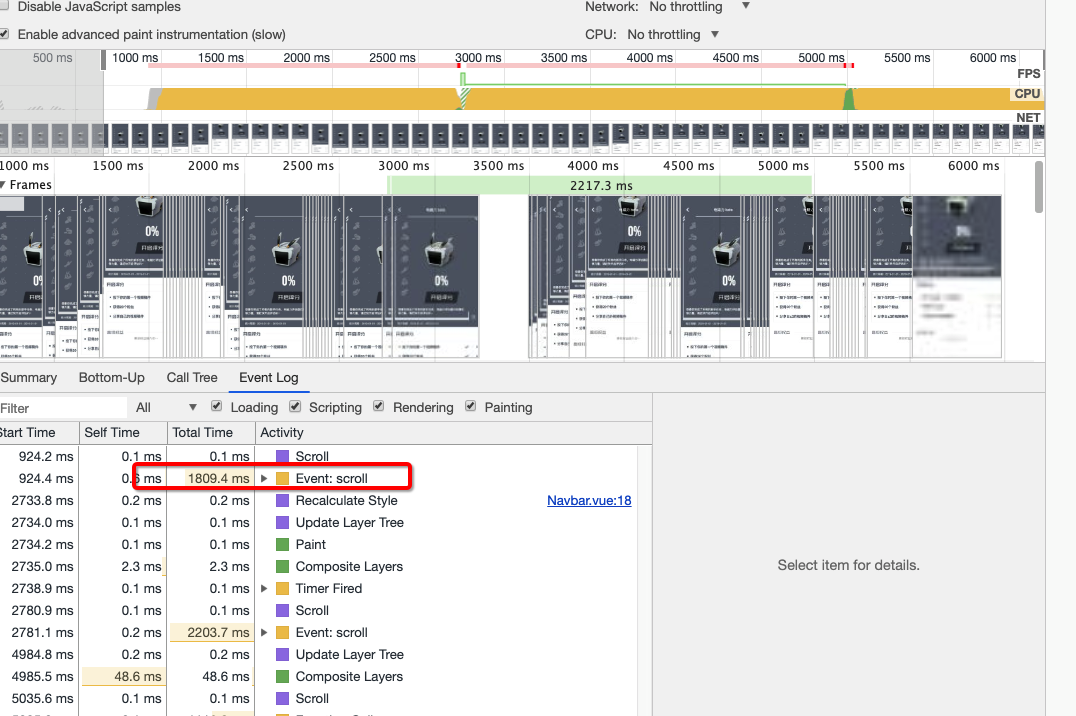 Disable JavaScript samples
Network: No throttling ▼
Enable advanced paint instrumentation (slow)
CPU: No throttling ▼
500 ms 1000 ms 1500 ms 2000 ms 2500 ms 3000 ms 3500 ms 4000 ms 4500 ms 5000 ms 5500 ms 6000 ms
FPS
CPU
NET
1000 ms 1500 ms 2000 ms 2500 ms 3000 ms 3500 ms 4000 ms 4500 ms 5000 ms 5500 ms 6000 ms
▼ Frames
2217.3 ms
0% 0% 0% 0% 0% 0% 0%
Summary Bottom-Up Call Tree Event Log
Filter All ▼ Loading Scripting Rendering Painting
Start Time Self Time Total Time Activity
924.2 ms 0.1 ms 0.1 ms Scroll
924.4 ms 0.6 ms 1809.4 ms ▶ Event: scroll
2733.8 ms 0.2 ms 0.2 ms Recalculate Style Navbar.vue:18
2734.0 ms 0.1 ms 0.1 ms Update Layer Tree
2734.2 ms 0.1 ms 0.1 ms Paint
2735.0 ms 2.3 ms 2.3 ms Composite Layers
2738.9 ms 0.1 ms 0.1 ms ▶ Timer Fired
2780.9 ms 0.1 ms 0.1 ms Scroll
2781.1 ms 0.2 ms 2203.7 ms ▶ Event: scroll
4984.8 ms 0.2 ms 0.2 ms Update Layer Tree
4985.5 ms 48.6 ms 48.6 ms Composite Layers
5035.6 ms 0.1 ms 0.1 ms Scroll
Select item for details.